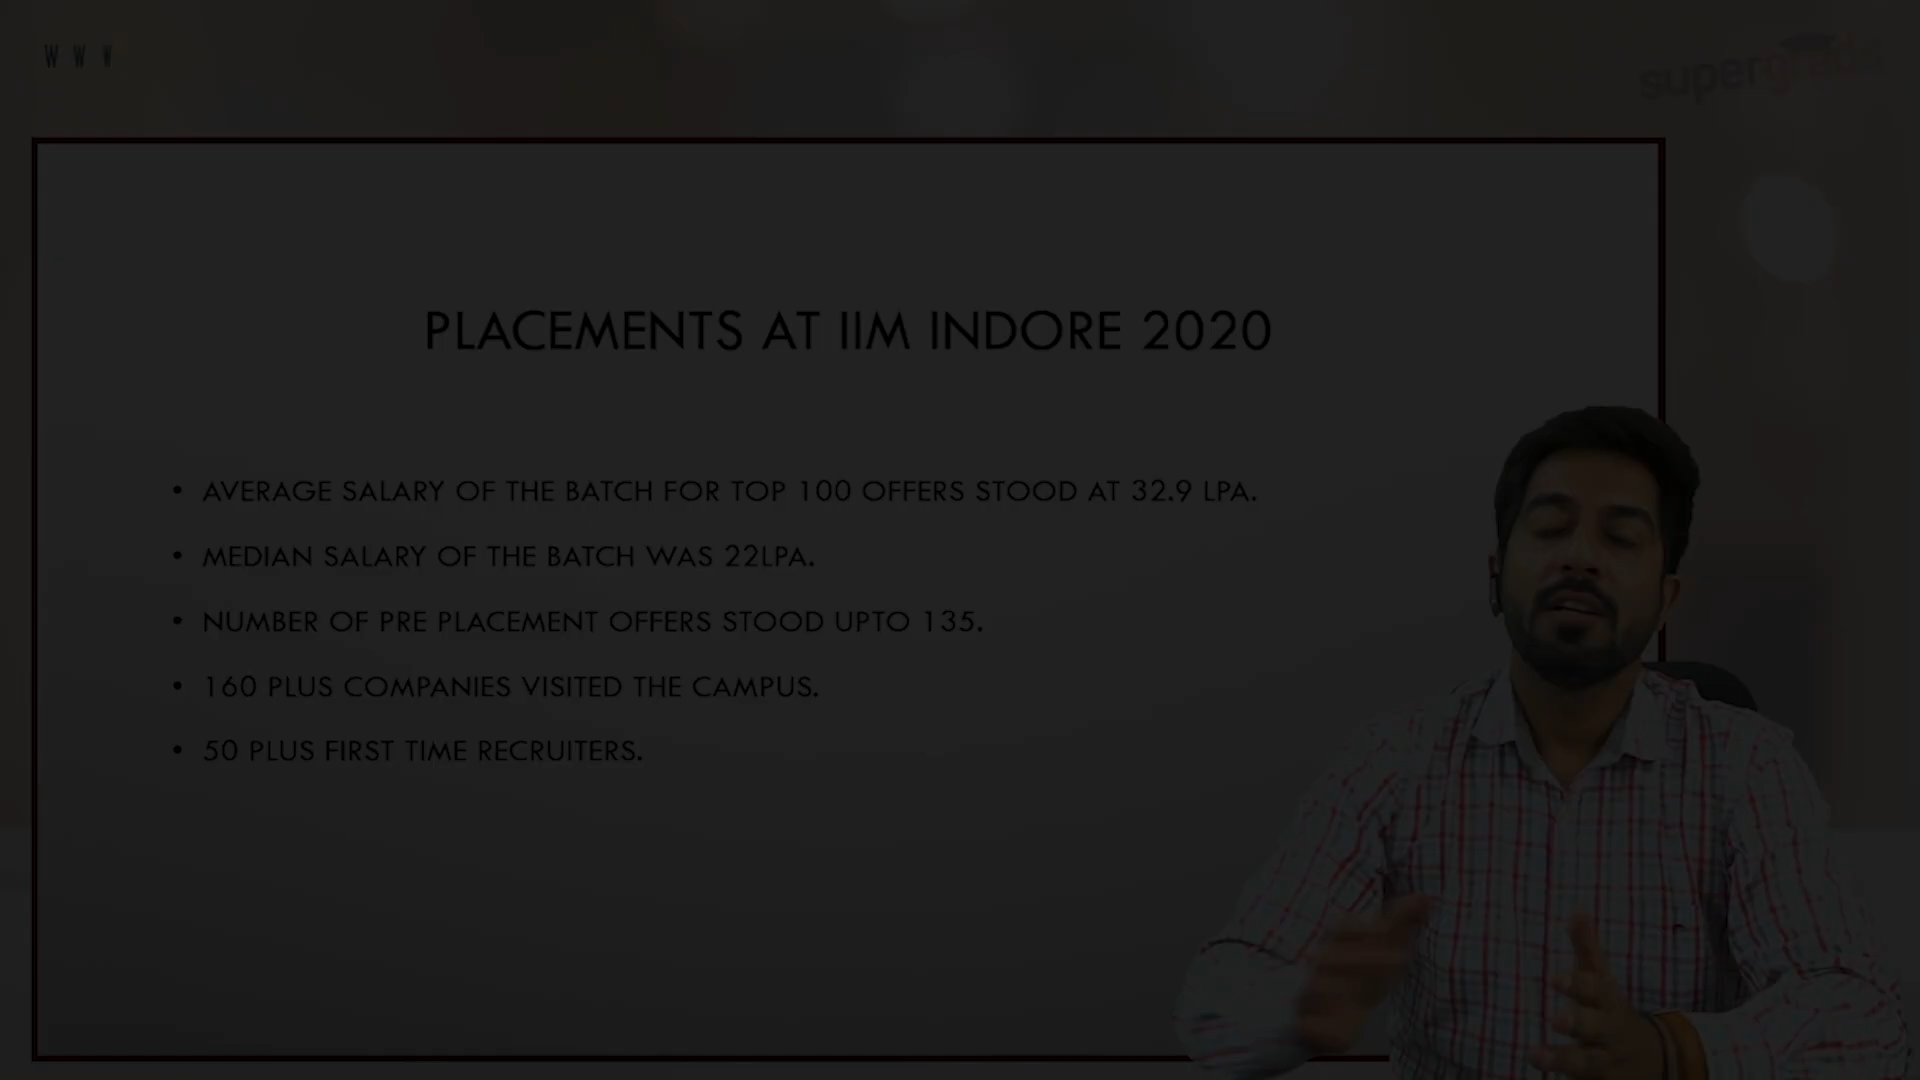 W W W
supergrads
PLACEMENTS AT IIM INDORE 2020
• AVERAGE SALARY OF THE BATCH FOR TOP 100 OFFERS STOOD AT 32.9 LPA.
• MEDIAN SALARY OF THE BATCH WAS 22LPA.
• NUMBER OF PRE PLACEMENT OFFERS STOOD UPTO 135.
• 160 PLUS COMPANIES VISITED THE CAMPUS.
• 50 PLUS FIRST TIME RECRUITERS.